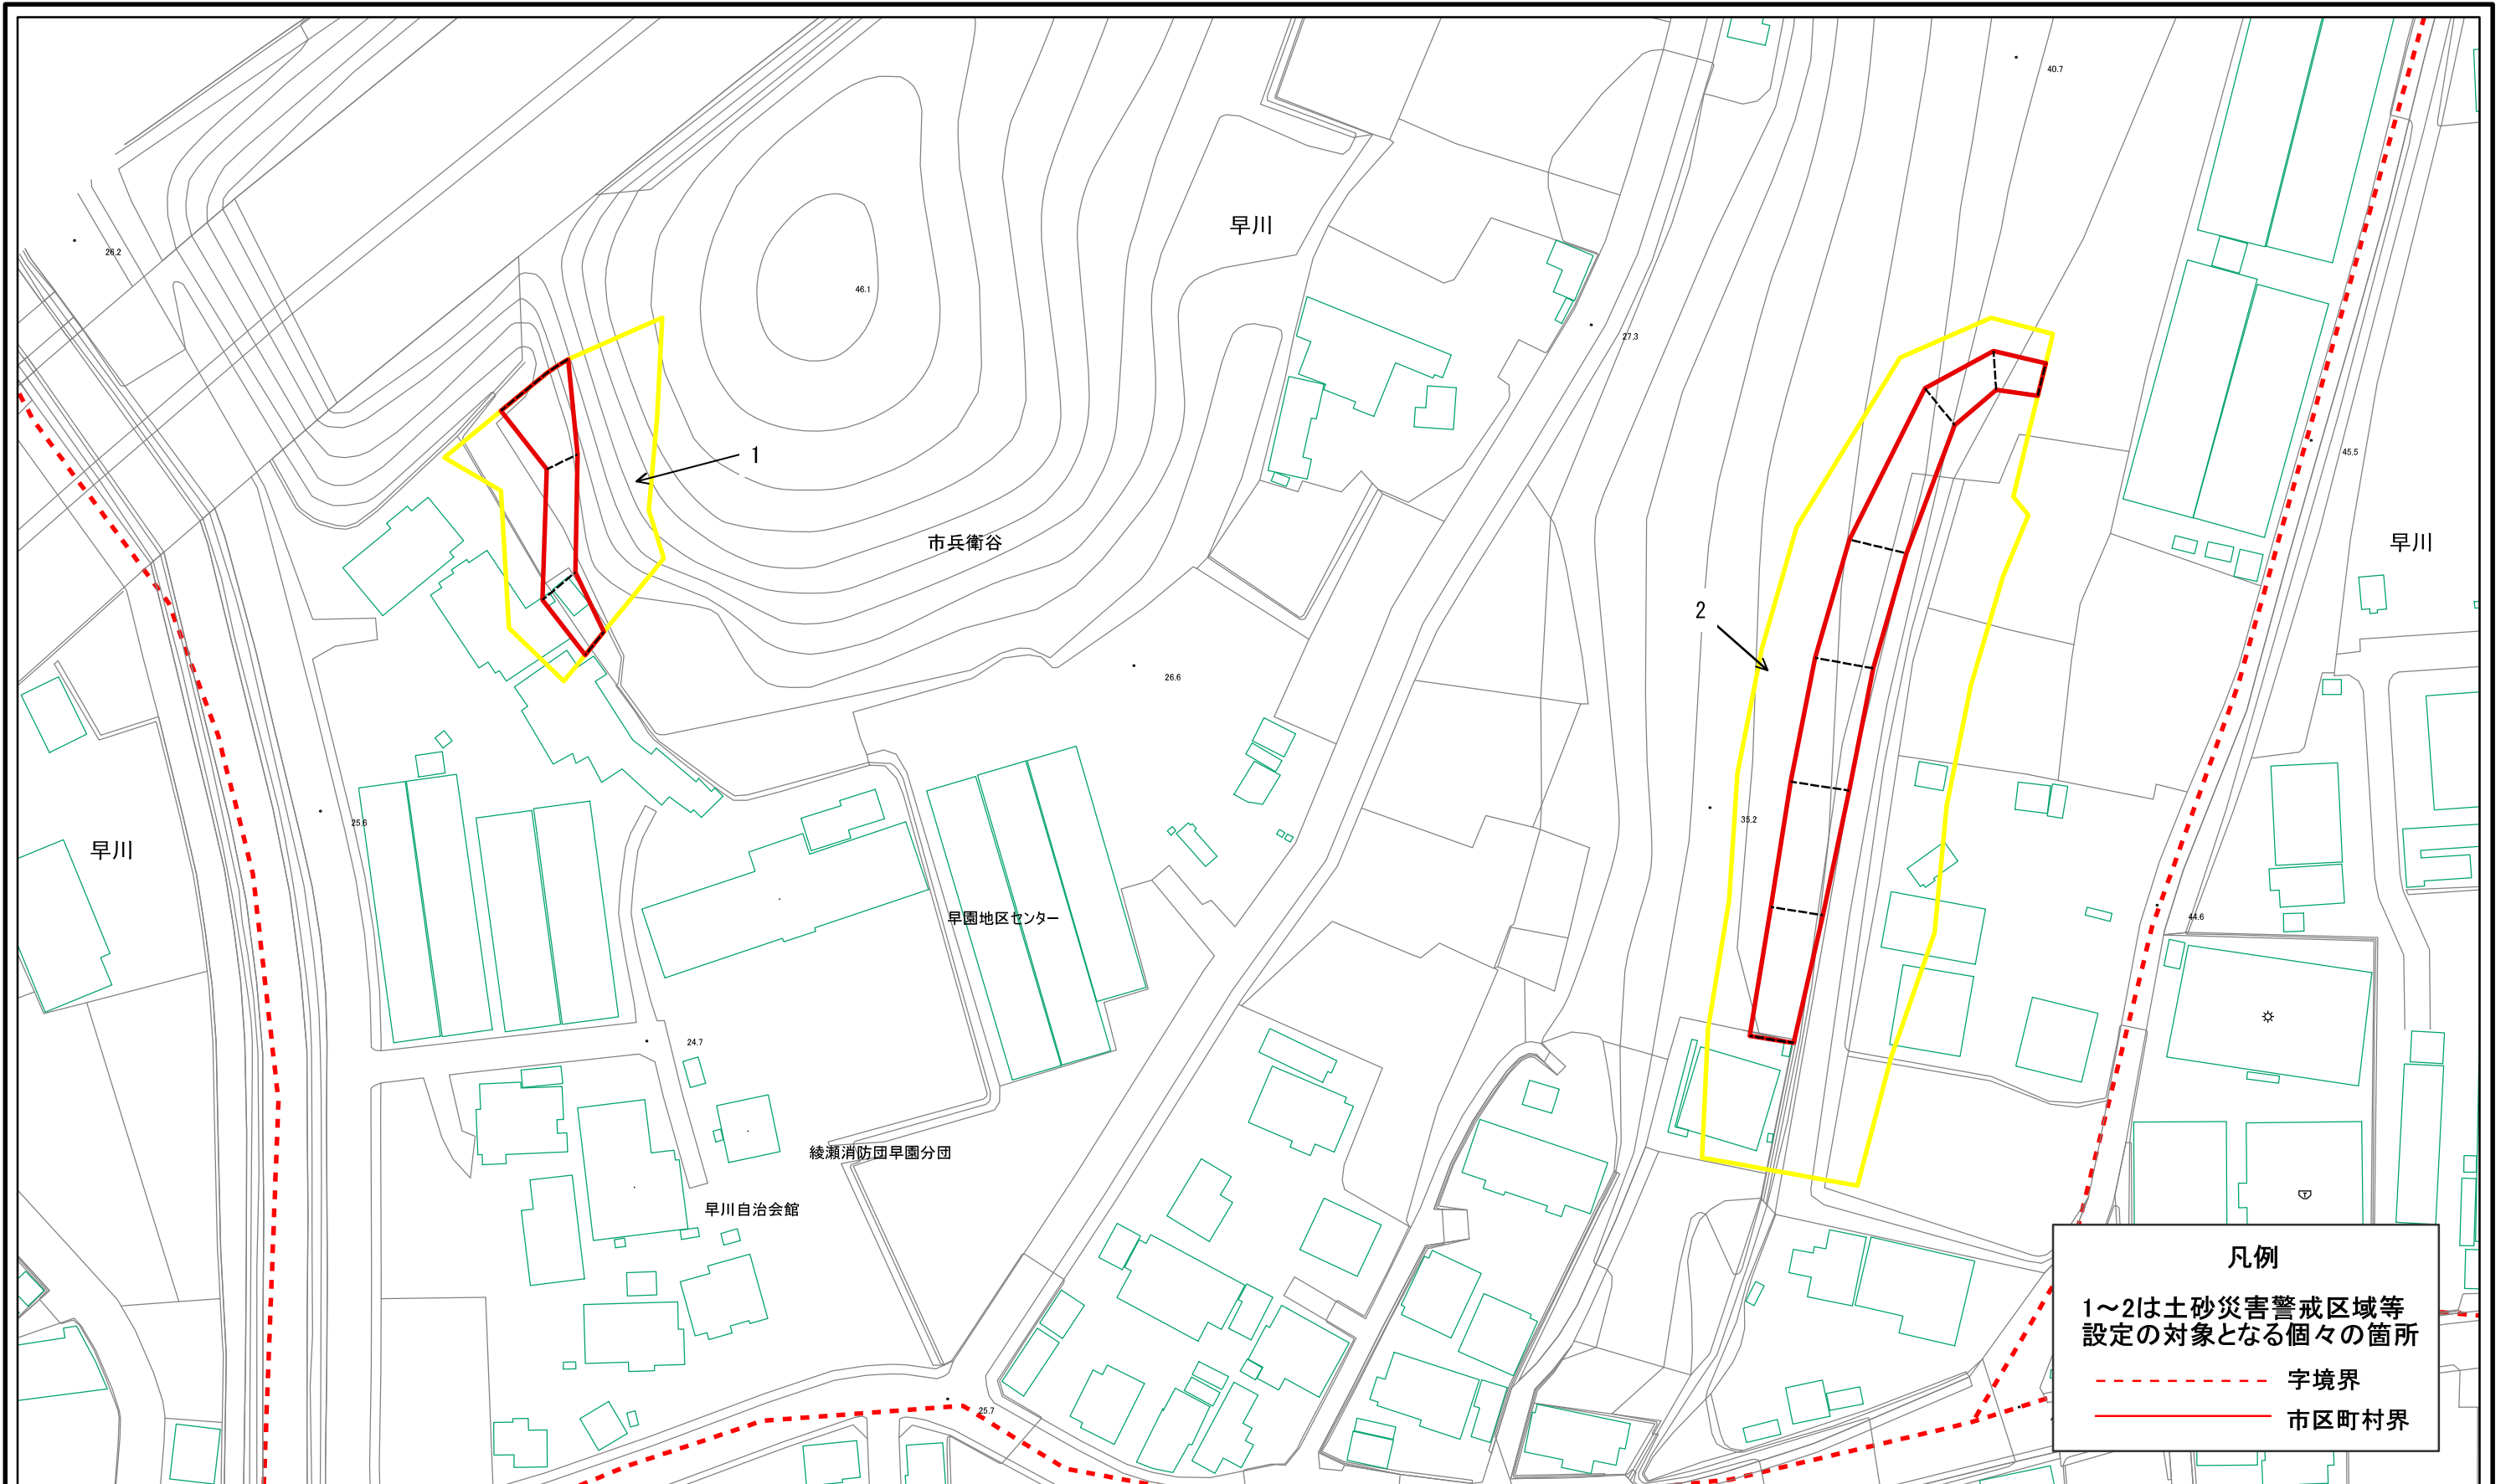 40.7
早川
26.2
46.1
27.3
1
45.5
市兵衛谷
早川
2
26.6
35.2
25.6
早川
早園地区センター
44.6
24.7
綾瀬消防団早園分団
早川自治会館
凡例
1～2は土砂災害警戒区域等
設定の対象となる個々の箇所
字境界
市区町村界
25.7